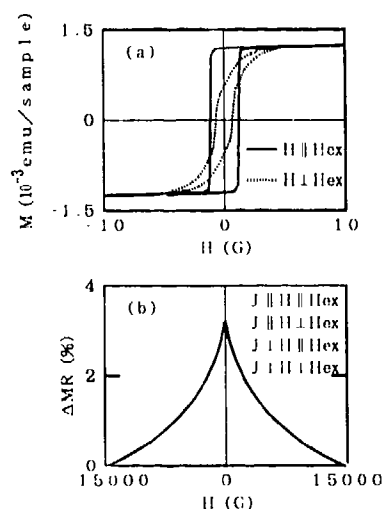 1.5
(a)
M (10⁻³emu/sample)
0
H ∥ Hex
H ⊥ Hex
-1.5
-10 0 10
H (G)
4
(b)
J ∥ H ∥ Hex
J ∥ H ⊥ Hex
J ⊥ H ∥ Hex
J ⊥ H ⊥ Hex
ΔMR (%)
2
0
15000 0 15000
H (G)